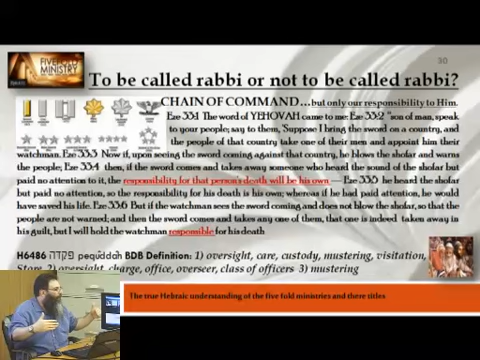 30
FIVEFOLD
MINISTRY
To be called rabbi or not to be called rabbi?
CHAIN OF COMMAND...but only our responsibility to Him.
Eze 33:1 The word of YEHOVAH came to me: Eze 33:2 "son of man, speak
to your people; say to them, 'Suppose I bring the sword on a country, and
the people of that country take one of their men and appoint him their
watchman. Eze 33:3 Now if, upon seeing the sword coming against that country, he blows the shofar and warns
the people; Eze 33:4 then, if someone who heard the sound of the shofar but
paid no attention to it, the responsibility for that person's death will be his own — Eze 33:5 he heard the shofar
but paid no attention, so the responsibility for his death is his own; whereas if he had paid attention, he would
have saved his life. Eze 33:6 But if the watchman sees the sword coming and does not blow the shofar, so that the
people are not warned; and then the sword comes and takes any one of them, that one is indeed taken away in
his guilt, but I will hold the watchman responsible for his death
H6486 פקדה pequddah BDB Definition: 1) oversight, care, custody, mustering, visitation,
Store 2) oversight, charge, office, overseer, class of officers 3) mustering
The true Hebraic understanding of the five fold ministries and there titles